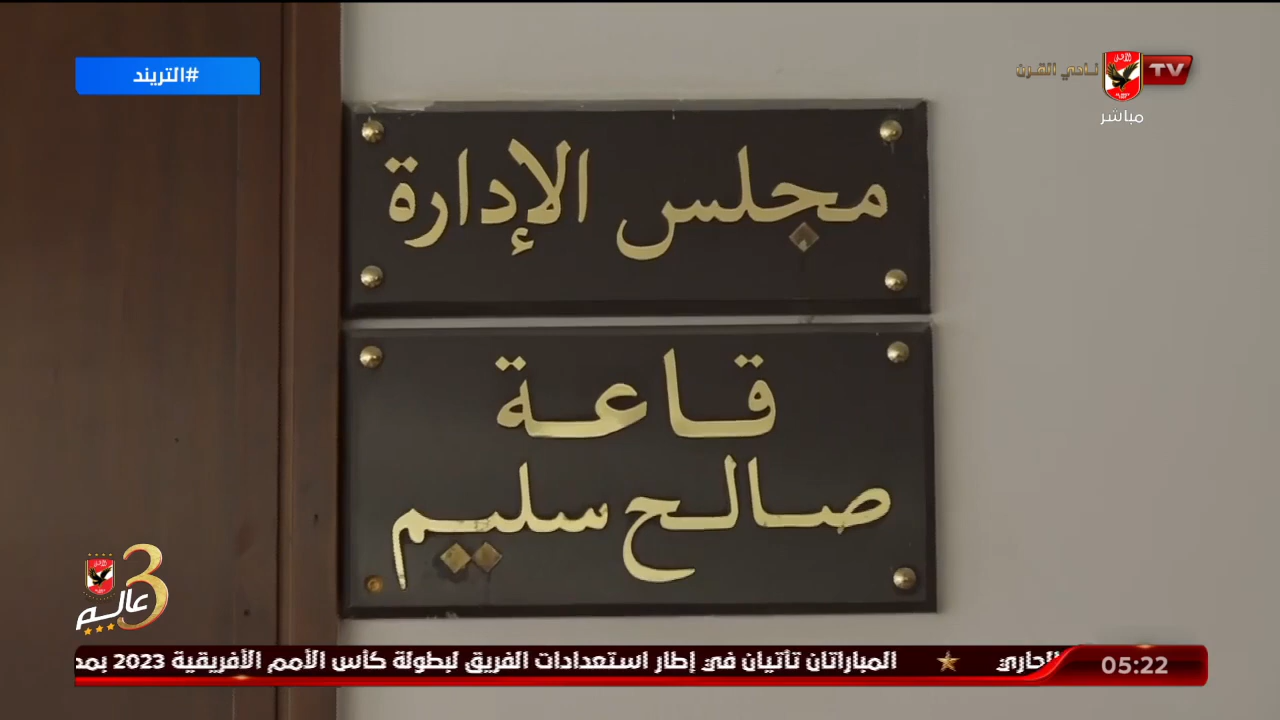 #التريند
نادي القرن
TV
مباشر
مجلس الإدارة
قاعة
صالح سليم
3 عالم
الجاري ★ المباراتان تأتيان في إطار استعدادات الفريق لبطولة كأس الأمم الأفريقية 2023
05:22